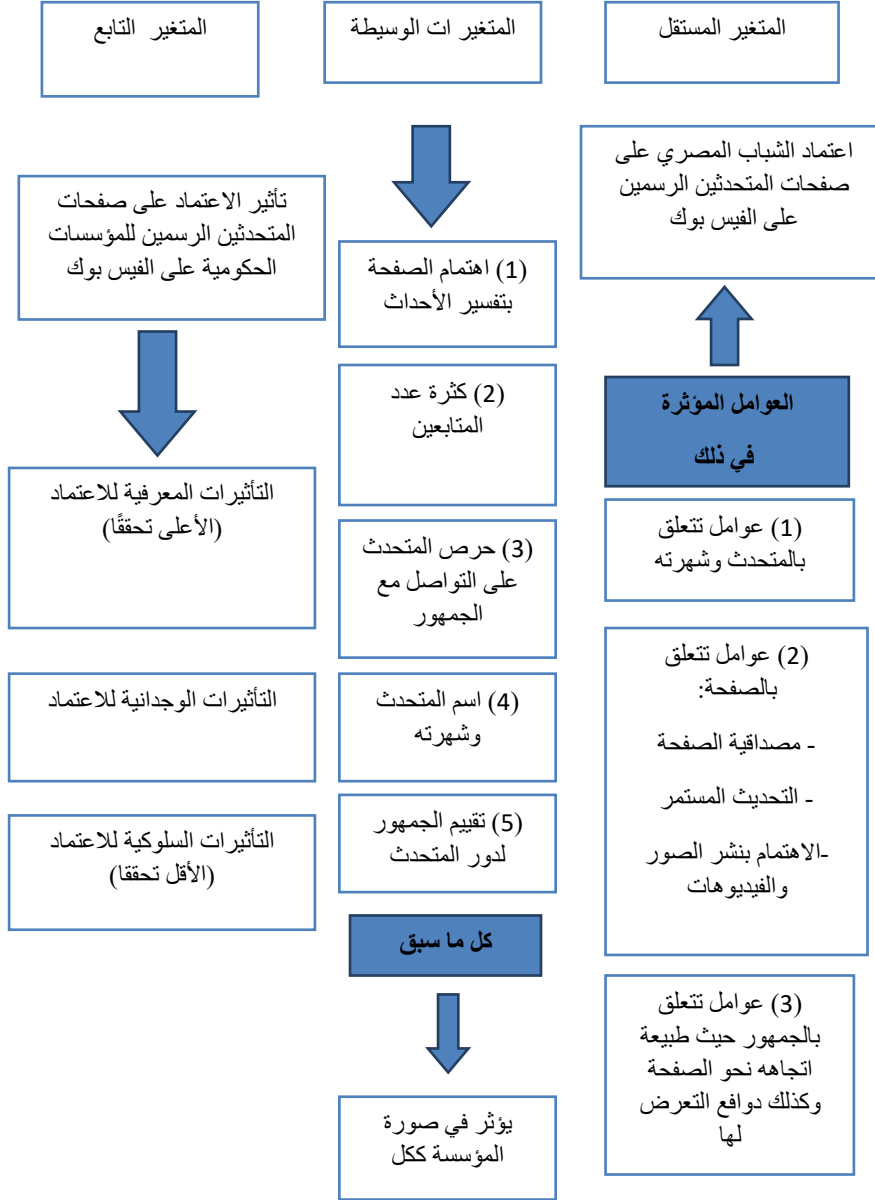 المتغير المستقل
المتغير ات الوسيطة
المتغير التابع
اعتماد الشباب المصري على
صفحات المتحدثين الرسمين
على الفيس بوك
العوامل المؤثرة
في ذلك
(1) عوامل تتعلق
بالمتحدث وشهرته
(2) عوامل تتعلق
بالصفحة:
- مصداقية الصفحة
- التحديث المستمر
-الاهتمام بنشر الصور
والفيديوهات
(3) عوامل تتعلق
بالجمهور حيث طبيعة
اتجاهه نحو الصفحة
وكذلك دوافع التعرض
لها
(1) اهتمام الصفحة
بتفسير الأحداث
(2) كثرة عدد
المتابعين
(3) حرص المتحدث
على التواصل مع
الجمهور
(4) اسم المتحدث
وشهرته
(5) تقييم الجمهور
لدور المتحدث
كل ما سبق
يؤثر في صورة
المؤسسة ككل
تأثير الاعتماد على صفحات
المتحدثين الرسمين للمؤسسات
الحكومية على الفيس بوك
التأثيرات المعرفية للاعتماد
(الأعلى تحققًا)
التأثيرات الوجدانية للاعتماد
التأثيرات السلوكية للاعتماد
(الأقل تحققا)